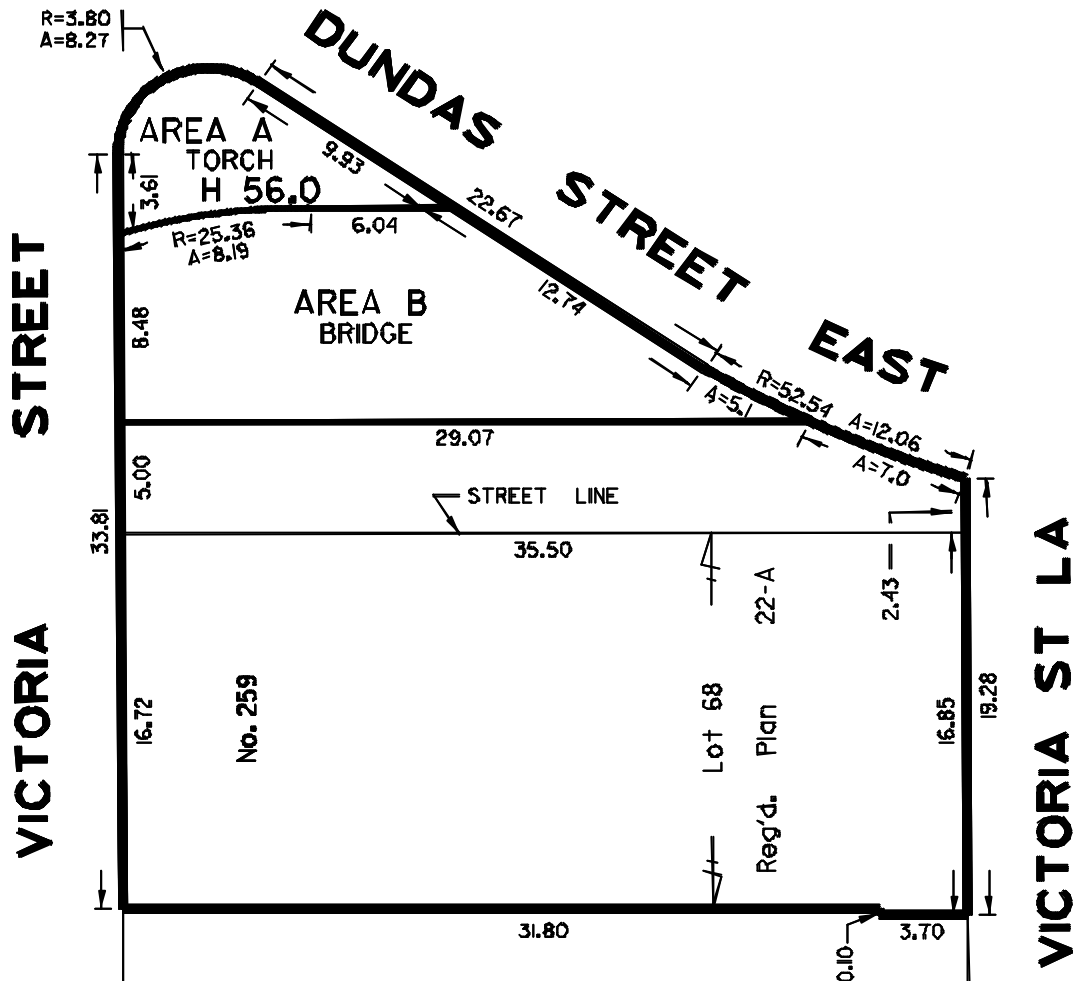 R=3.80
A=8.27
DUNDAS STREET EAST
AREA A
TORCH
H 56.0
9.93
3.61
22.67
6.04
R=25.36
A=8.19
AREA B
BRIDGE
12.74
8.48
R=52.54
A=5.1
A=12.06
A=7.0
29.07
5.00
STREET LINE
33.81
35.50
2.43
VICTORIA STREET
No. 259
16.72
Lot 68
Reg'd. Plan 22-A
16.85
19.28
VICTORIA ST LA
31.80
0.10
3.70